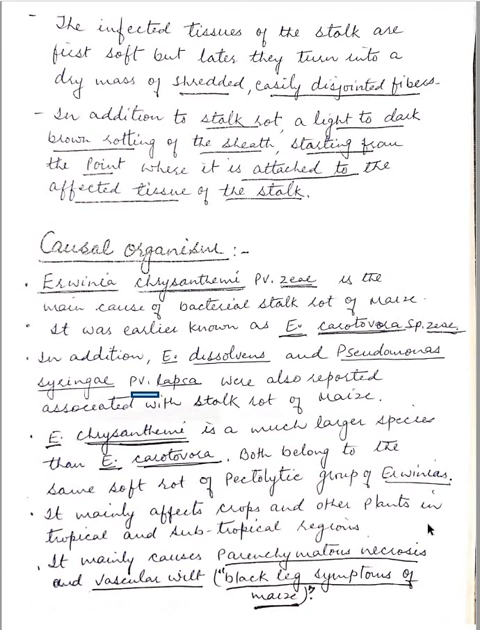 - The infected tissues of the stalk are
first soft but later they turn into a
dry mass of shredded, easily disjointed fibers.
- In addition to stalk rot, a light to dark
brown rotting of the sheath, starting from
the Point where it is attached to the
affected tissue of the stalk.
Causal organism :-
· Erwinia chrysanthemi PV. zeae is the
main cause of bacterial stalk rot of maize.
· It was earlier known as E. carotovora sp. zeae
· In addition, E. dissolvens and Pseudomonas
syringae PV. lapsa were also reported
associated with stalk rot of maize.
· E. chrysanthemi is a much larger species
than E. carotovora. Both belong to the
same soft rot of Pectolytic group of Erwinias.
· It mainly affects crops and other Plants in
tropical and sub-tropical regions
· It mainly causes Parenchymatous necrosis
and vascular wilt ("black leg symptoms of
maize)".